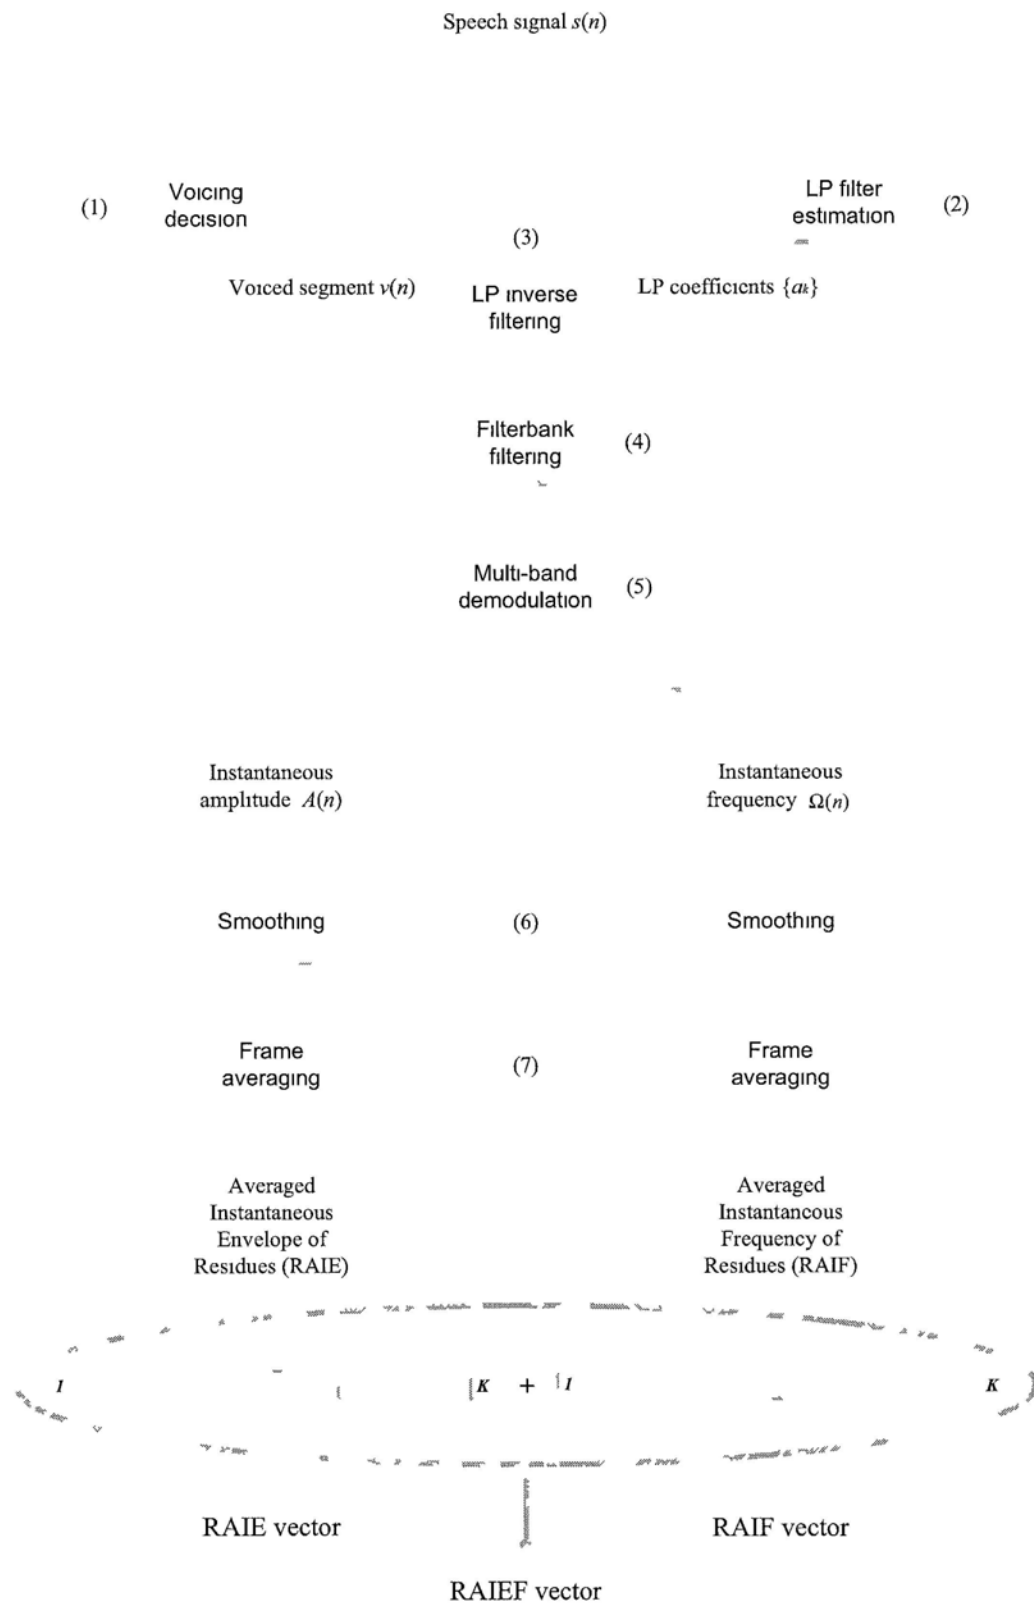 Speech signal s(n)
(1) Voicing decision
LP filter estimation (2)
(3)
Voiced segment v(n)
LP inverse filtering
LP coefficients {ak}
Filterbank filtering (4)
Multi-band demodulation (5)
Instantaneous amplitude A(n)
Instantaneous frequency Ω(n)
Smoothing (6) Smoothing
Frame averaging (7) Frame averaging
Averaged
Instantaneous
Envelope of
Residues (RAIE)
Averaged
Instantaneous
Frequency of
Residues (RAIF)
1 K + 1 K
RAIE vector RAIF vector
RAIEF vector